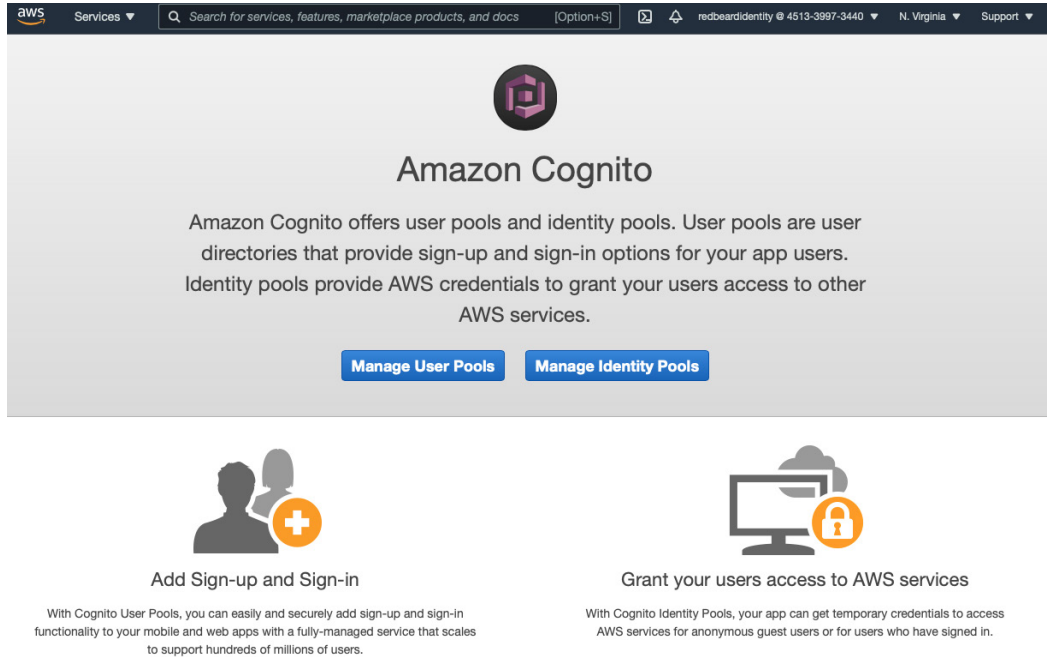 aws
Services ▼
Search for services, features, marketplace products, and docs [Option+S]
redbeardidentity @ 4513-3997-3440 ▼
N. Virginia ▼
Support ▼
Amazon Cognito
Amazon Cognito offers user pools and identity pools. User pools are user
directories that provide sign-up and sign-in options for your app users.
Identity pools provide AWS credentials to grant your users access to other
AWS services.
Manage User Pools
Manage Identity Pools
Add Sign-up and Sign-in
With Cognito User Pools, you can easily and securely add sign-up and sign-in
functionality to your mobile and web apps with a fully-managed service that scales
to support hundreds of millions of users.
Grant your users access to AWS services
With Cognito Identity Pools, your app can get temporary credentials to access
AWS services for anonymous guest users or for users who have signed in.